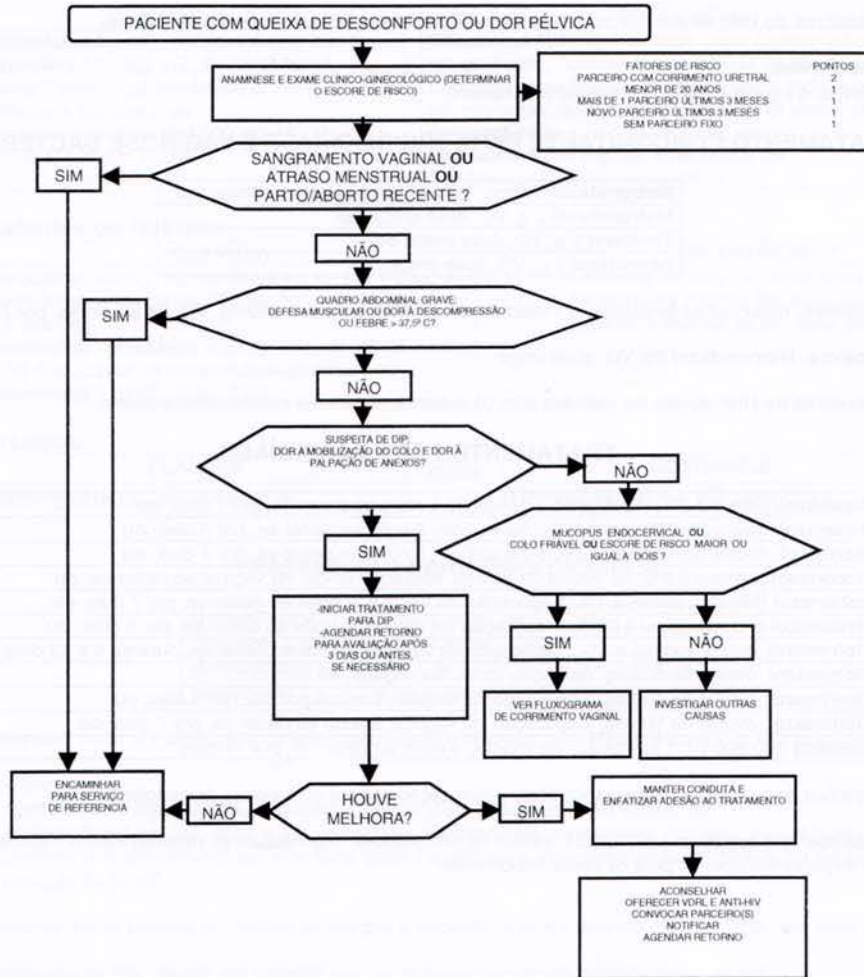 PACIENTE COM QUEIXA DE DESCONFORTO OU DOR PÉLVICA
ANAMNESE E EXAME CLÍNICO-GINECOLÓGICO (DETERMINAR
O ESCORE DE RISCO)
FATORES DE RISCO PONTOS
PARCEIRO COM CORRIMENTO URETRAL 2
MENOR DE 20 ANOS 1
MAIS DE 1 PARCEIRO ÚLTIMOS 3 MESES 1
NOVO PARCEIRO ÚLTIMOS 3 MESES 1
SEM PARCEIRO FIXO 1
SIM
SANGRAMENTO VAGINAL OU
ATRASO MENSTRUAL OU
PARTO/ABORTO RECENTE ?
NÃO
SIM
QUADRO ABDOMINAL GRAVE:
DEFESA MUSCULAR OU DOR À DESCOMPRESSÃO
OU FEBRE > 37,5º C?
NÃO
SUSPEITA DE DIP:
DOR À MOBILIZAÇÃO DO COLO E DOR À
PALPAÇÃO DE ANEXOS?
NÃO
SIM
MUCOPUS ENDOCERVICAL OU
COLO FRIÁVEL OU ESCORE DE RISCO MAIOR OU
IGUAL A DOIS ?
-INICIAR TRATAMENTO
PARA DIP
-AGENDAR RETORNO
PARA AVALIAÇÃO APÓS
3 DIAS OU ANTES,
SE NECESSÁRIO
SIM
NÃO
VER FLUXOGRAMA
DE CORRIMENTO VAGINAL
INVESTIGAR OUTRAS
CAUSAS
ENCAMINHAR
PARA SERVIÇO
DE REFERENCIA
NÃO
HOUVE
MELHORA?
SIM
MANTER CONDUTA E
ENFATIZAR ADESÃO AO TRATAMENTO
ACONSELHAR
OFERECER VDRL E ANTI-HIV
CONVOCAR PARCEIRO(S)
NOTIFICAR
AGENDAR RETORNO